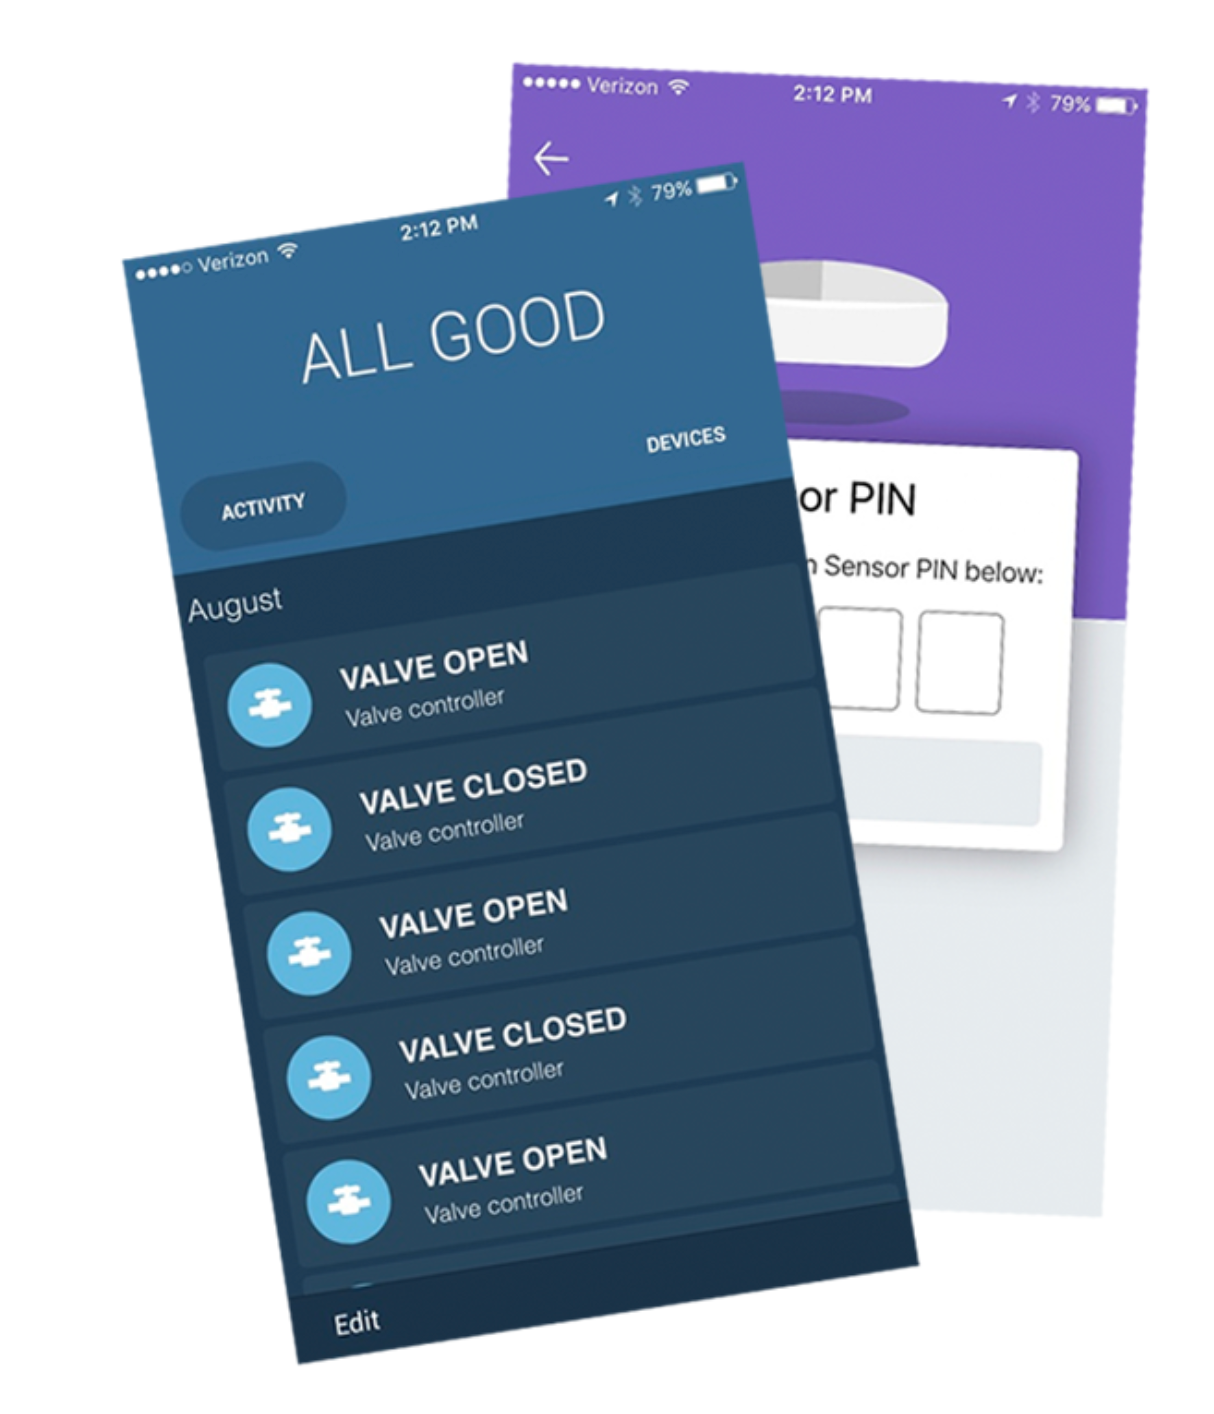 Verizon 2:12 PM 79%
or PIN
Sensor PIN below:
Verizon 2:12 PM 79%
ALL GOOD
ACTIVITY DEVICES
August
VALVE OPEN
Valve controller
VALVE CLOSED
Valve controller
VALVE OPEN
Valve controller
VALVE CLOSED
Valve controller
VALVE OPEN
Valve controller
Edit